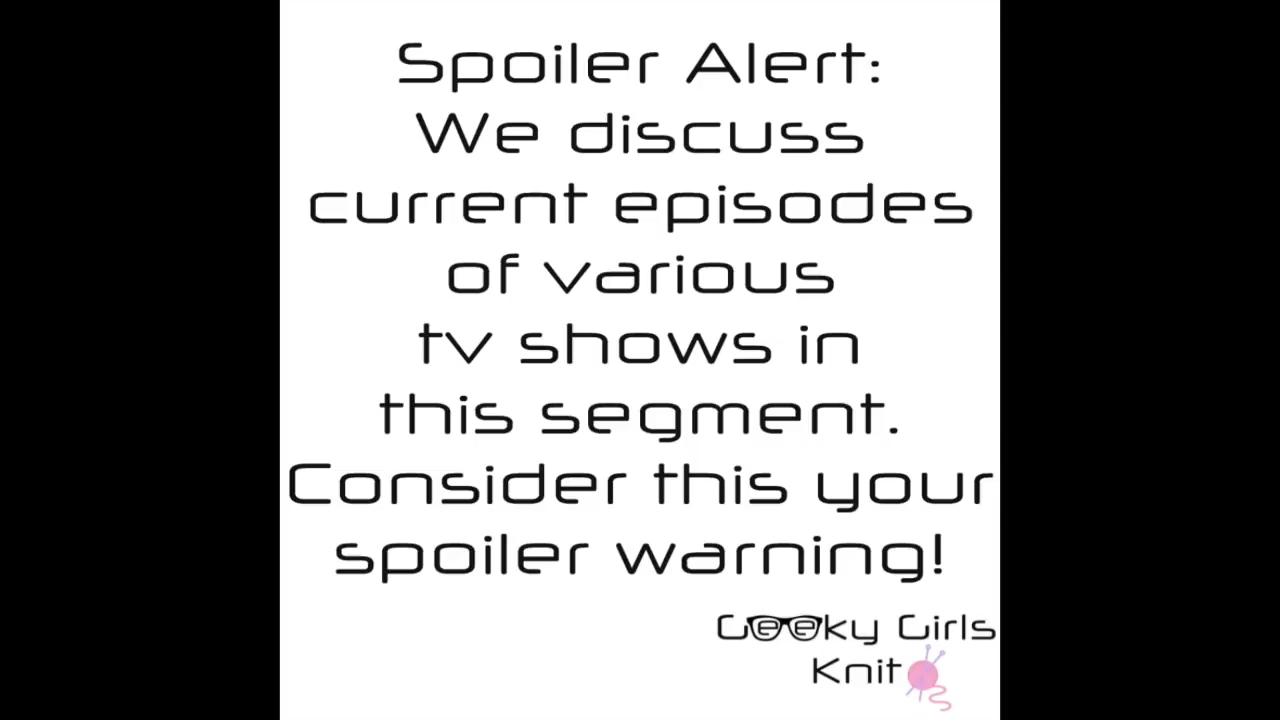 Spoiler Alert:
We discuss
current episodes
of various
tv shows in
this segment.
Consider this your
spoiler warning!
Geeky Girls
Knit